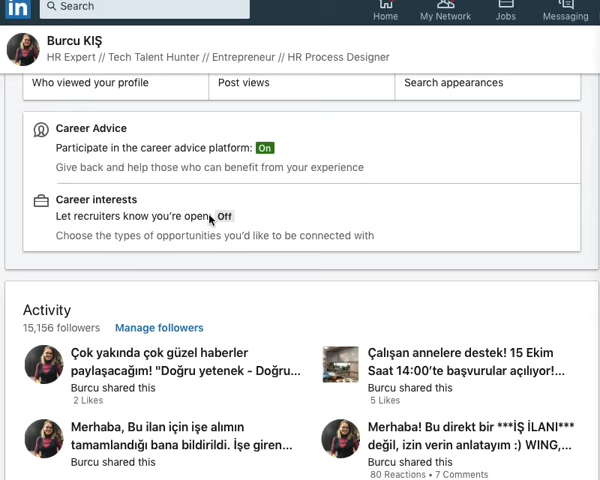 in
Search
Home
My Network
Jobs
Messaging
Burcu KIŞ
HR Expert // Tech Talent Hunter // Entrepreneur // HR Process Designer
Who viewed your profile
Post views
Search appearances
Career Advice
Participate in the career advice platform: On
Give back and help those who can benefit from your experience
Career interests
Let recruiters know you're open Off
Choose the types of opportunities you'd like to be connected with
Activity
15,156 followers
Manage followers
Çok yakında çok güzel haberler
paylaşacağım! "Doğru yetenek - Doğru...
Burcu shared this
2 Likes
Çalışan annelere destek! 15 Ekim
Saat 14:00'te başvurular açılıyor!...
Burcu shared this
5 Likes
Merhaba, Bu ilan için işe alımın
tamamlandığı bana bildirildi. İşe giren...
Burcu shared this
Merhaba! Bu direkt bir ***İŞ İLANI***
değil, izin verin anlatayım :) WING,...
Burcu shared this
80 Reactions • 7 Comments